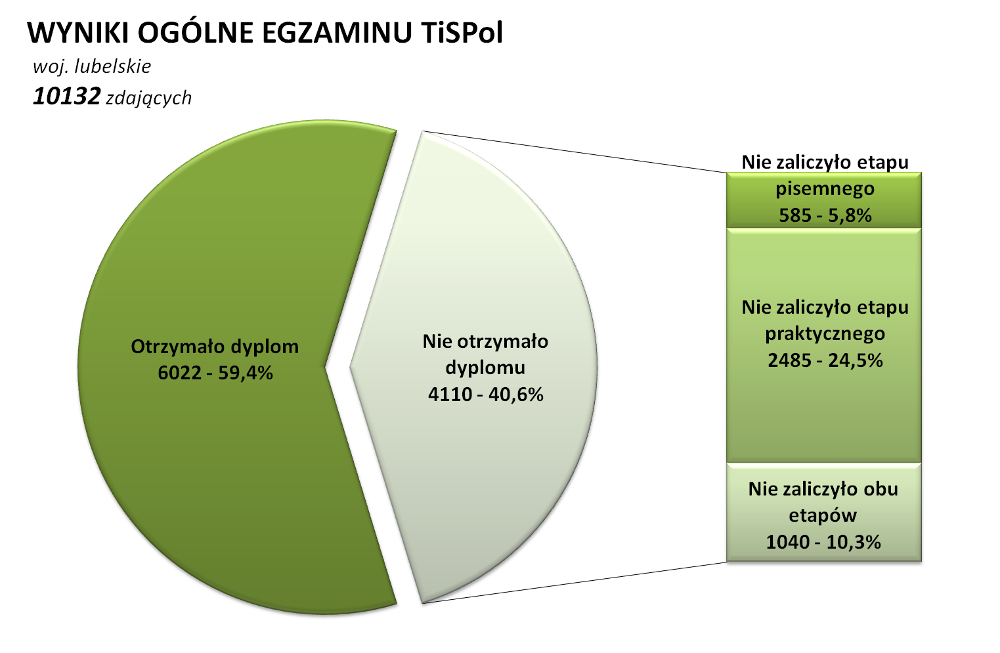 WYNIKI OGÓLNE EGZAMINU TiSPol
woj. lubelskie
10132 zdających
Otrzymało dyplom
6022 - 59,4%
Nie otrzymało
dyplomu
4110 - 40,6%
Nie zaliczyło etapu
pisemnego
585 - 5,8%
Nie zaliczyło etapu
praktycznego
2485 - 24,5%
Nie zaliczyło obu
etapów
1040 - 10,3%